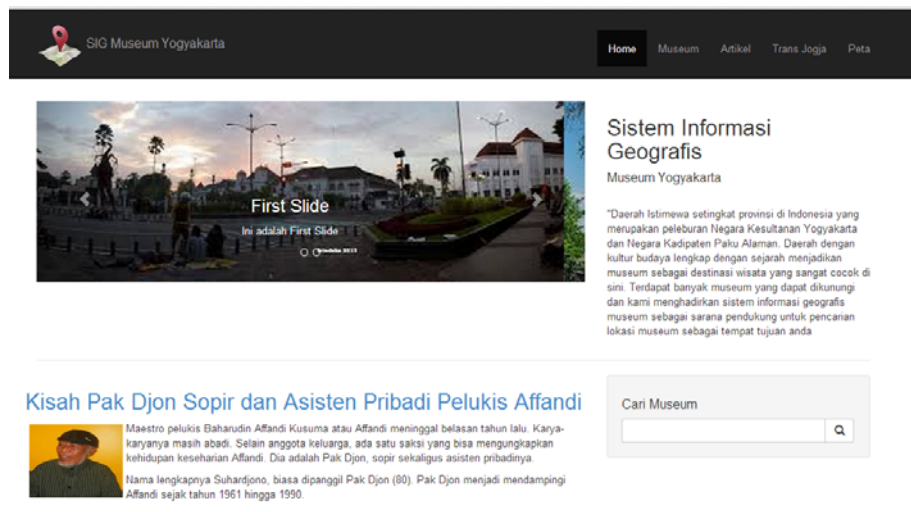 SIG Museum Yogyakarta
Home Museum Artikel Trans Jogja Peta
First Slide
Ini adalah First Slide
Sistem Informasi
Geografis
Museum Yogyakarta
"Daerah Istimewa setingkat provinsi di Indonesia yang
merupakan peleburan Negara Kesultanan Yogyakarta
dan Negara Kadipaten Paku Alaman. Daerah dengan
kultur budaya lengkap dengan sejarah menjadikan
museum sebagai destinasi wisata yang sangat cocok di
sini. Terdapat banyak museum yang dapat dikunungi
dan kami menghadirkan sistem informasi geografis
museum sebagai sarana pendukung untuk pencarian
lokasi museum sebagai tempat tujuan anda
Kisah Pak Djon Sopir dan Asisten Pribadi Pelukis Affandi
Maestro pelukis Baharudin Affandi Kusuma atau Affandi meninggal belasan tahun lalu. Karya-
karyanya masih abadi. Selain anggota keluarga, ada satu saksi yang bisa mengungkapkan
kehidupan keseharian Affandi. Dia adalah Pak Djon, sopir sekaligus asisten pribadinya.
Nama lengkapnya Suhardjono, biasa dipanggil Pak Djon (80). Pak Djon menjadi mendampingi
Affandi sejak tahun 1961 hingga 1990.
Cari Museum